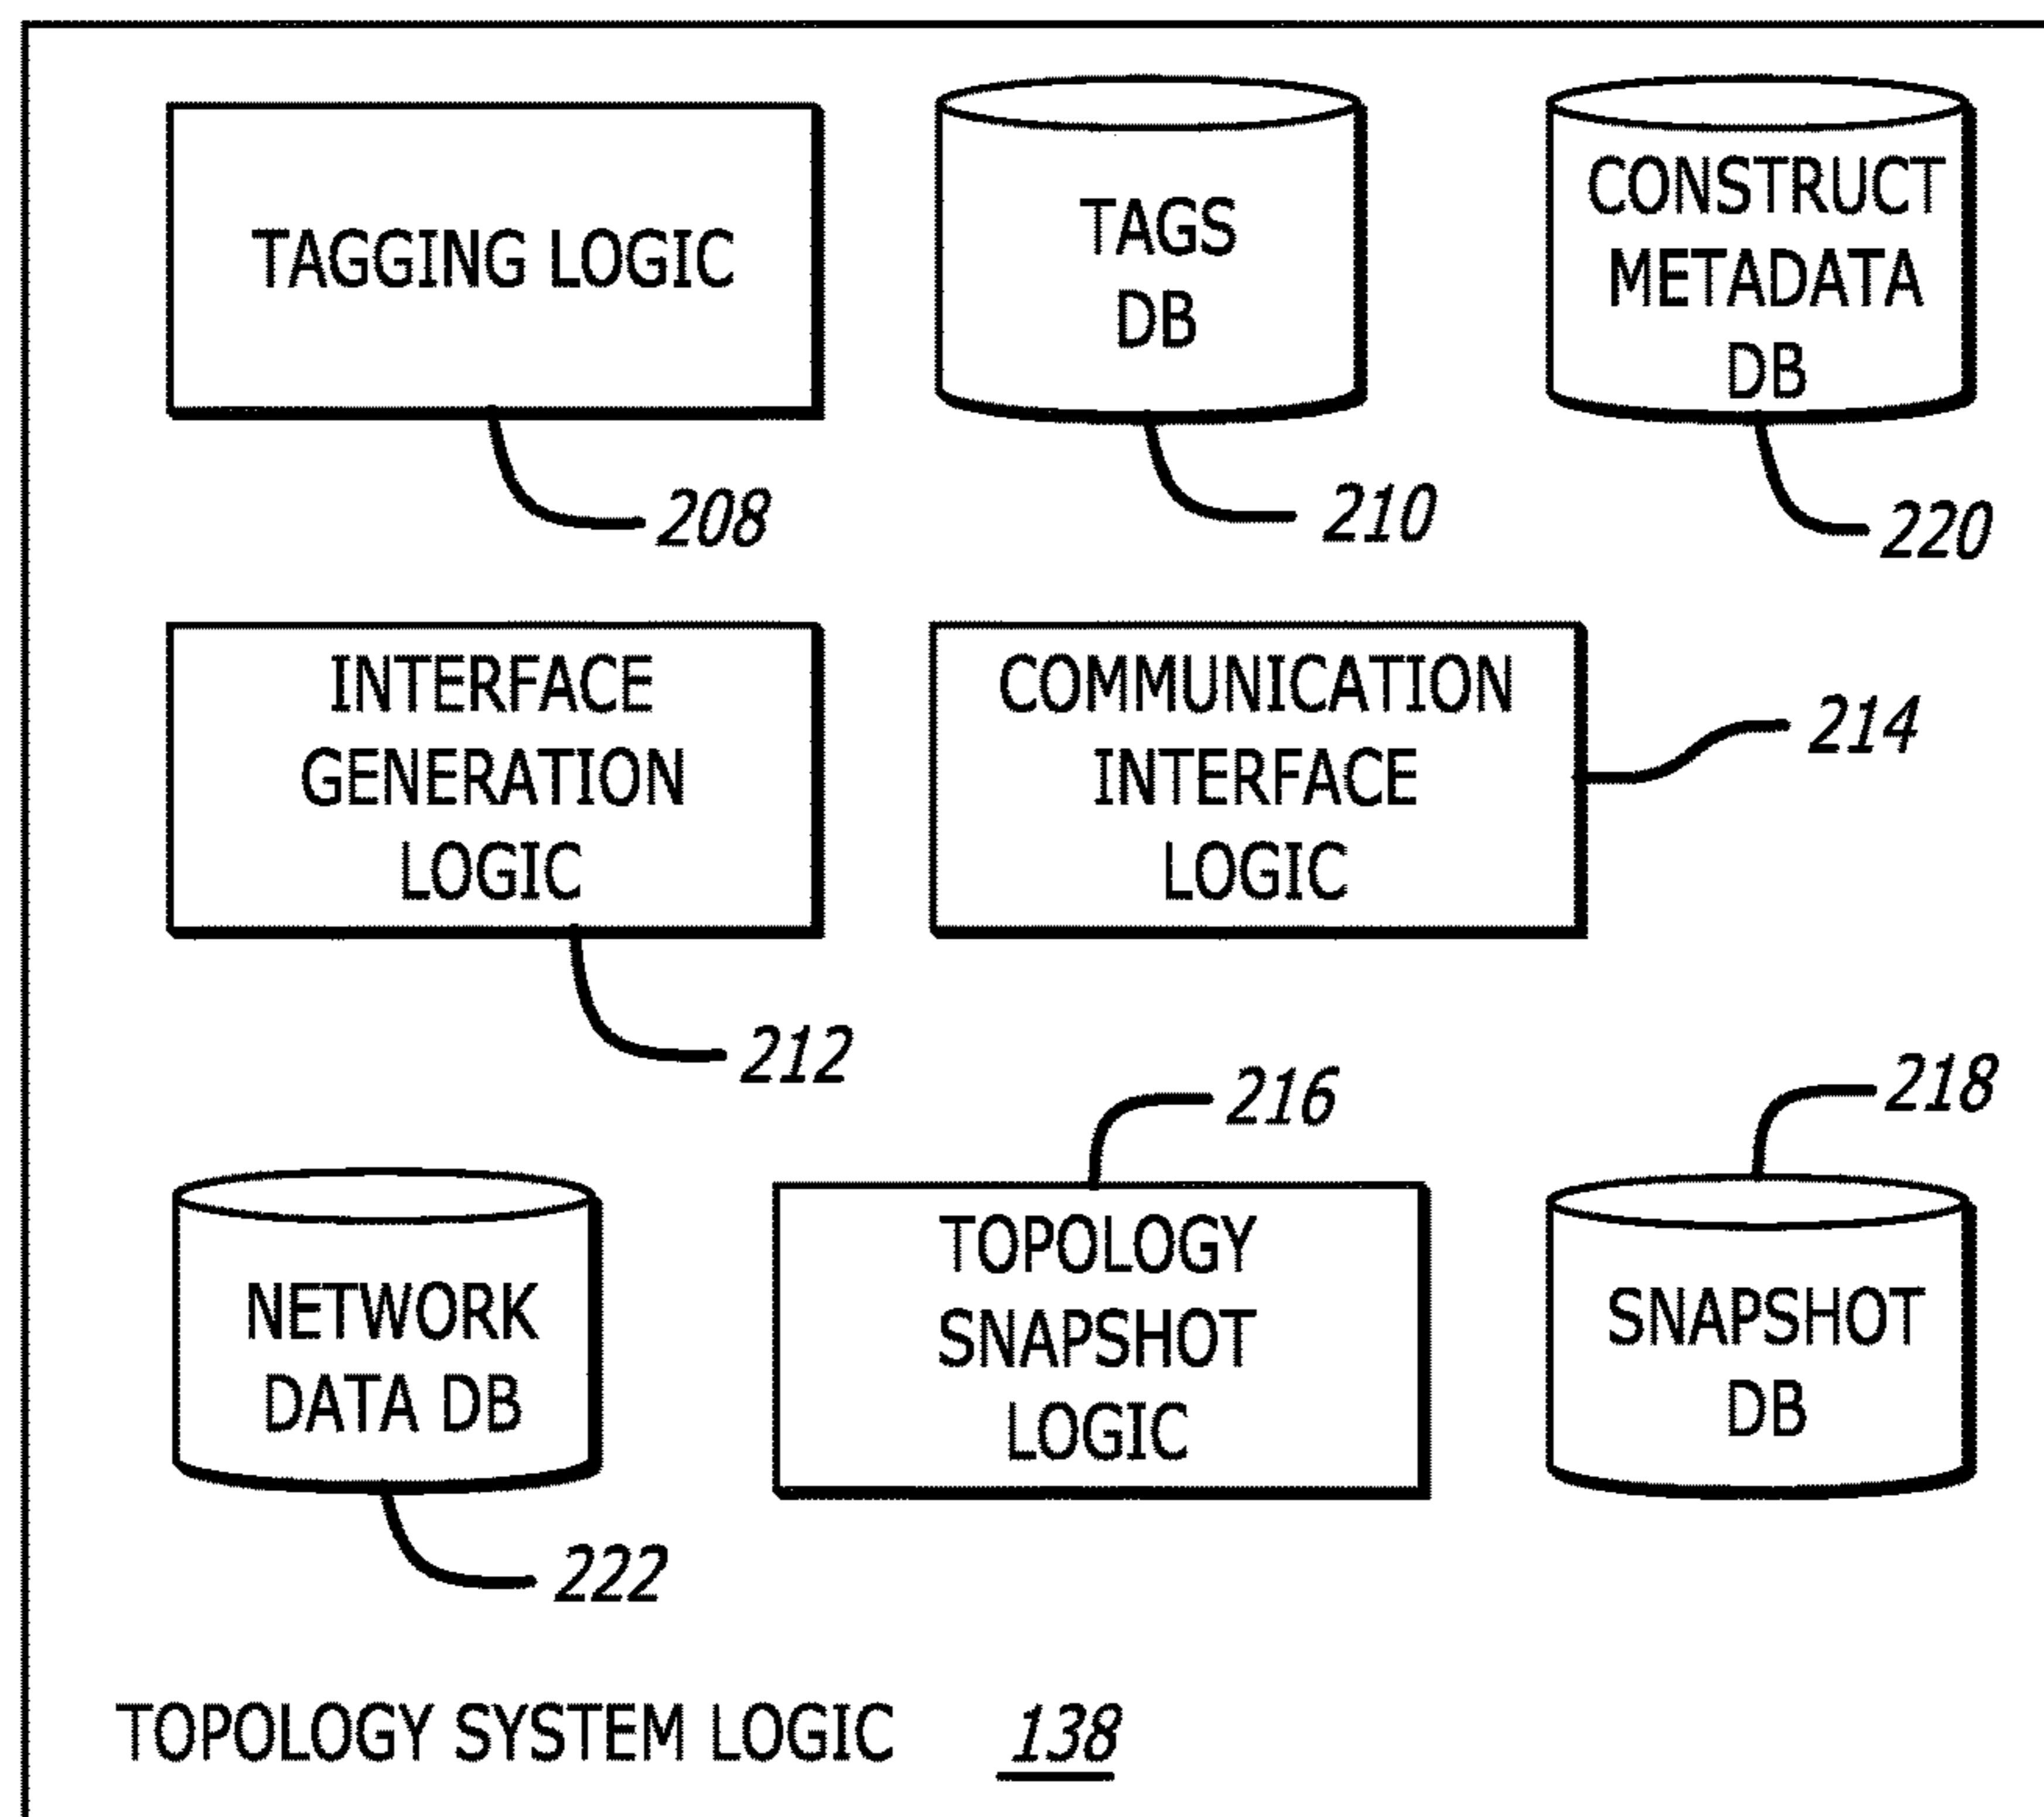 TAGGING LOGIC
208
TAGS
DB
210
CONSTRUCT
METADATA
DB
220
INTERFACE
GENERATION
LOGIC
212
COMMUNICATION
INTERFACE
LOGIC
214
NETWORK
DATA DB
222
216
TOPOLOGY
SNAPSHOT
LOGIC
218
SNAPSHOT
DB
TOPOLOGY SYSTEM LOGIC 138